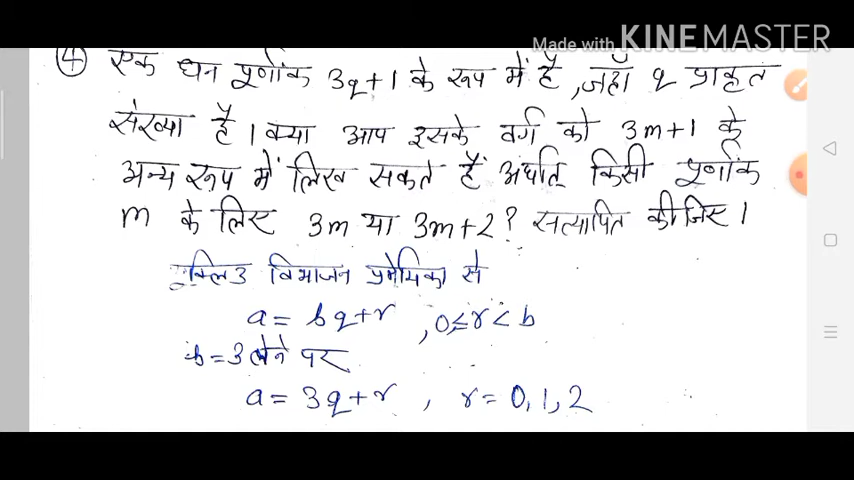 Made with KINEMASTER
④ एक धन पूर्णांक 3q+1 के रूप में है, जहाँ q प्राकृत
संख्या है। क्या आप इसके वर्ग को 3m+1 के
अन्य रूप में लिख सकते हैं अर्थात् किसी पूर्णांक
m के लिए 3m या 3m+2? सत्यापित कीजिए।
विभाजन प्रमेयिका से
a = bq+r , 0≤r<b
b=3 लेने पर
a = 3q+r , r = 0, 1, 2